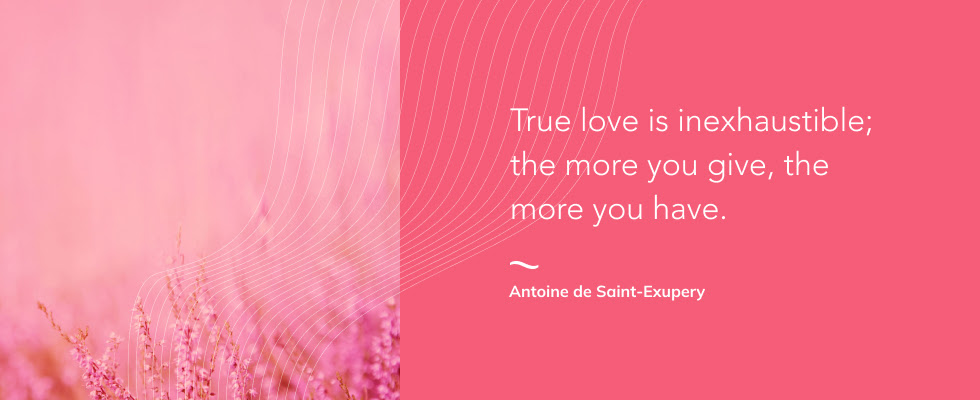 True love is inexhaustible;
the more you give, the
more you have.
Antoine de Saint-Exupery